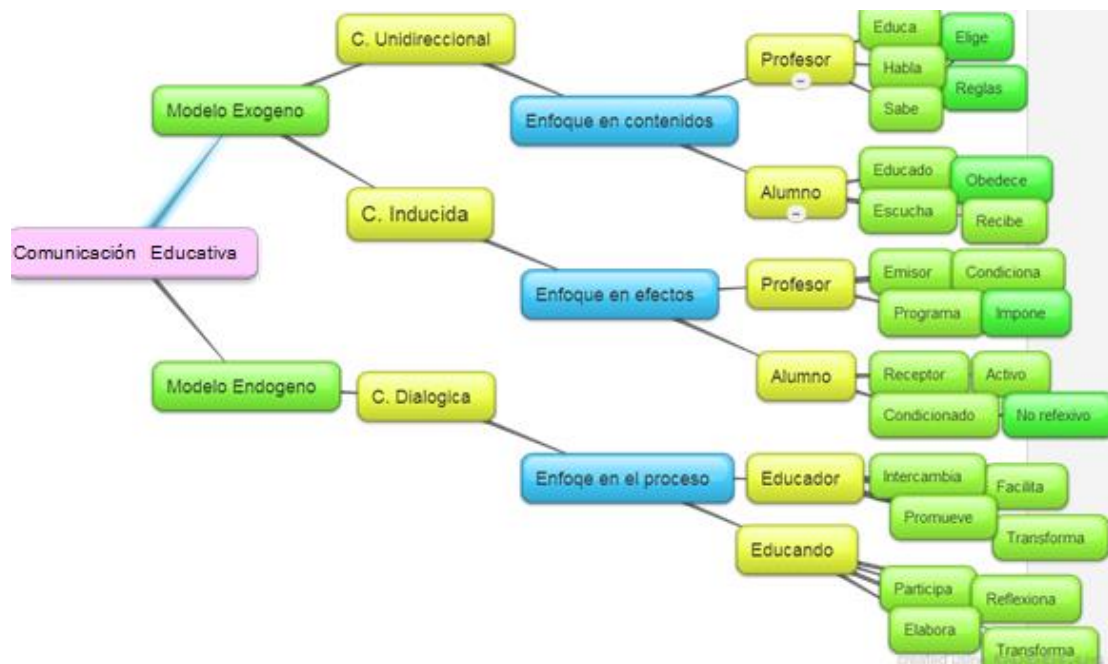 Comunicación Educativa
Modelo Exogeno
C. Unidireccional
Enfoque en contenidos
Profesor
Educa
Elige
Habla
Reglas
Sabe
Alumno
Educado
Obedece
Escucha
Recibe
C. Inducida
Enfoque en efectos
Profesor
Emisor
Condiciona
Programa
Impone
Alumno
Receptor
Activo
Condicionado
No refexivo
Modelo Endogeno
C. Dialogica
Enfoqe en el proceso
Educador
Intercambia
Facilita
Promueve
Transforma
Educando
Participa
Reflexiona
Elabora
Transforma